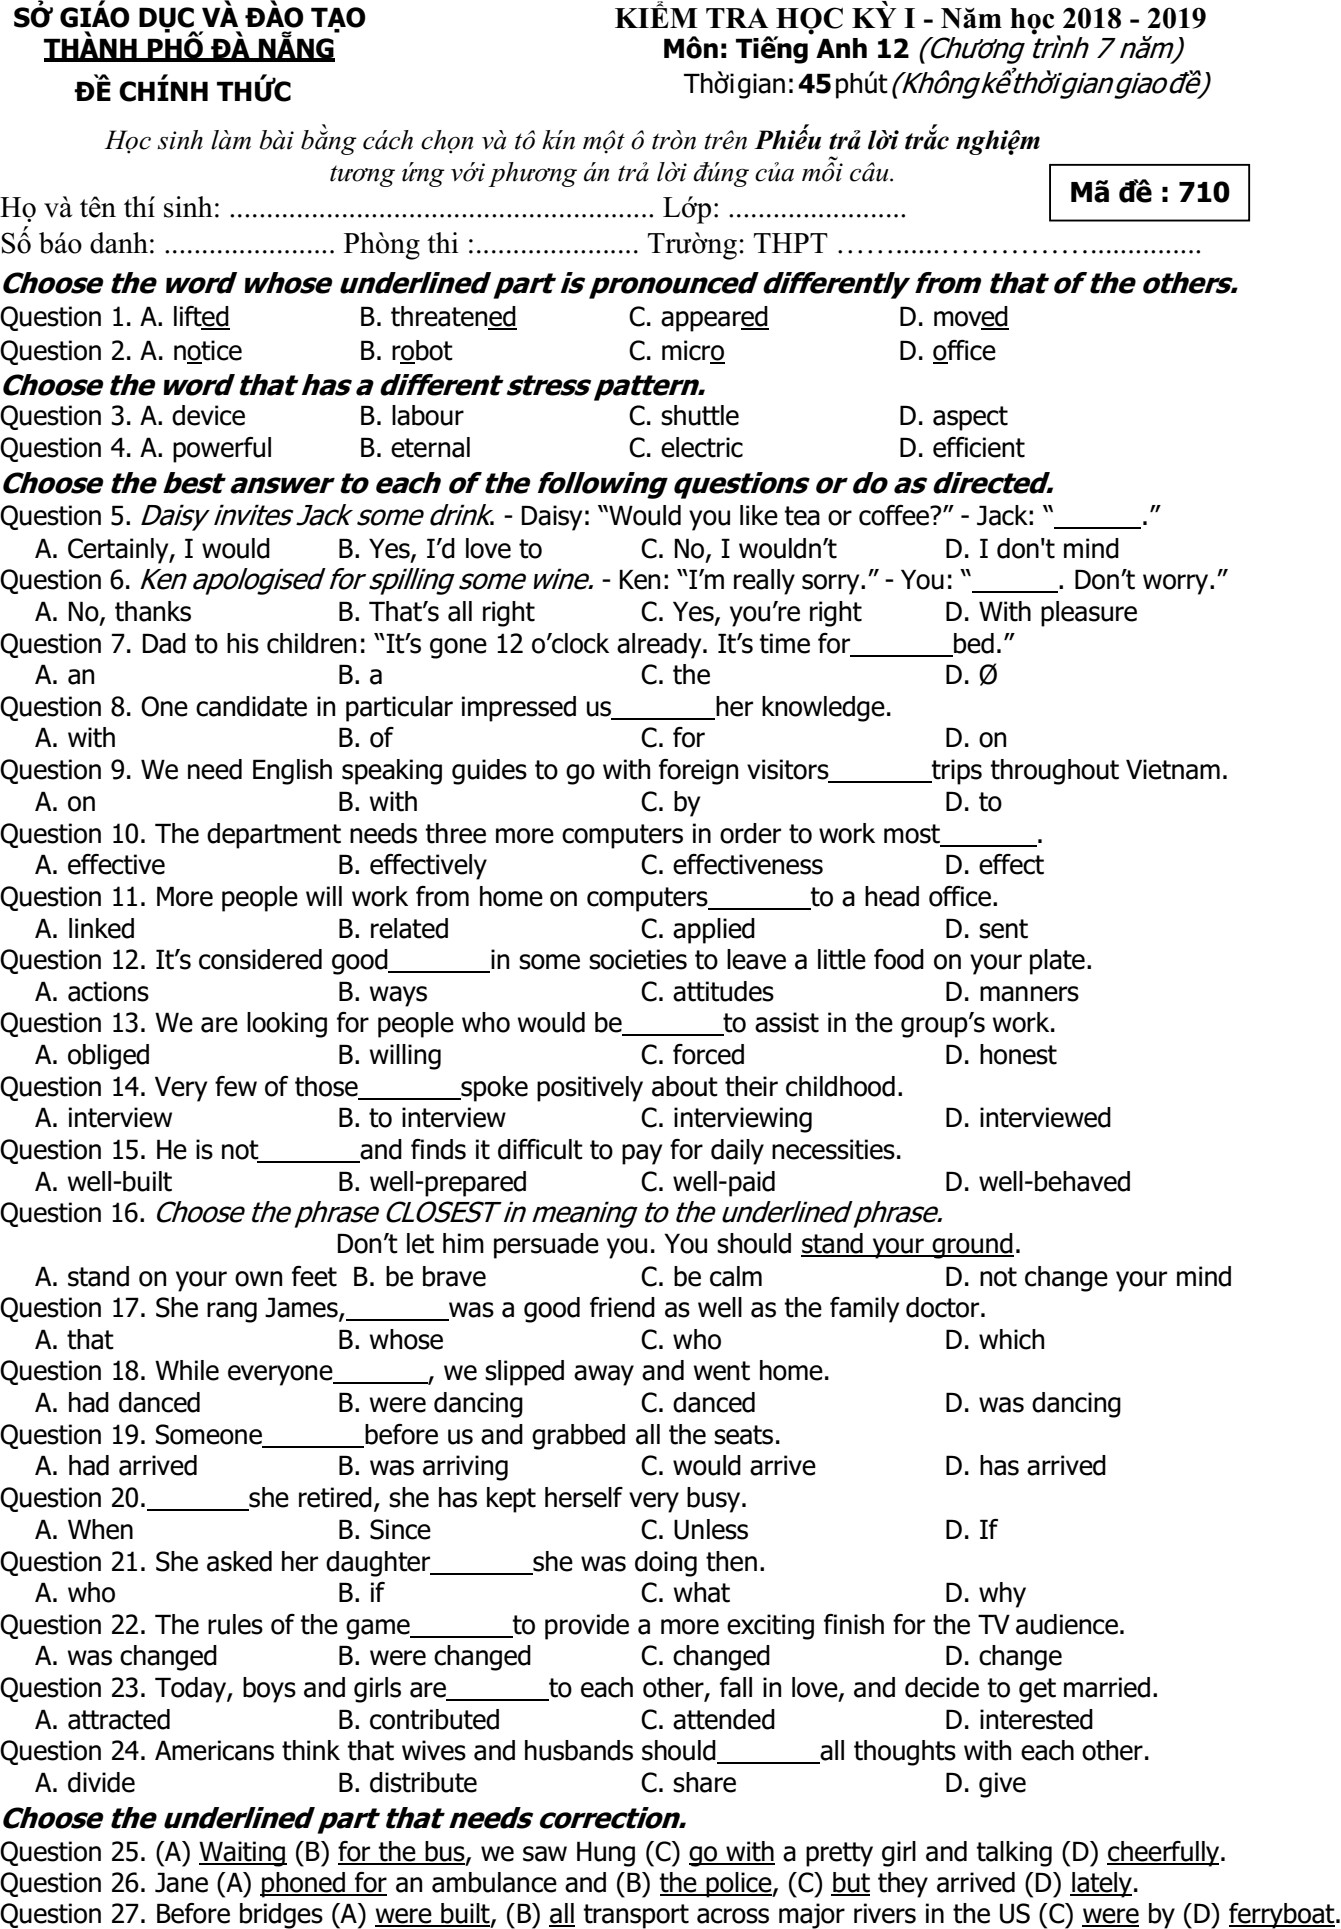 SỞ GIÁO DỤC VÀ ĐÀO TẠO
THÀNH PHỐ ĐÀ NẴNG
ĐỀ CHÍNH THỨC
KIỂM TRA HỌC KỲ I - Năm học 2018 - 2019
Môn: Tiếng Anh 12 (Chương trình 7 năm)
Thời gian: 45 phút (Không kể thời gian giao đề)
Học sinh làm bài bằng cách chọn và tô kín một ô tròn trên Phiếu trả lời trắc nghiệm
tương ứng với phương án trả lời đúng của mỗi câu.
Mã đề : 710
Họ và tên thí sinh: ......................................................... Lớp: ........................
Số báo danh: ....................... Phòng thi :...................... Trường: THPT …….....……………...............
Choose the word whose underlined part is pronounced differently from that of the others.
Question 1. A. lifted B. threatened C. appeared D. moved
Question 2. A. notice B. robot C. micro D. office
Choose the word that has a different stress pattern.
Question 3. A. device B. labour C. shuttle D. aspect
Question 4. A. powerful B. eternal C. electric D. efficient
Choose the best answer to each of the following questions or do as directed.
Question 5. Daisy invites Jack some drink. - Daisy: “Would you like tea or coffee?” - Jack: “______.”
A. Certainly, I would B. Yes, I’d love to C. No, I wouldn’t D. I don't mind
Question 6. Ken apologised for spilling some wine. - Ken: “I’m really sorry.” - You: “______. Don’t worry.”
A. No, thanks B. That’s all right C. Yes, you’re right D. With pleasure
Question 7. Dad to his children: “It’s gone 12 o’clock already. It’s time for_______bed.”
A. an B. a C. the D. Ø
Question 8. One candidate in particular impressed us_______her knowledge.
A. with B. of C. for D. on
Question 9. We need English speaking guides to go with foreign visitors_______trips throughout Vietnam.
A. on B. with C. by D. to
Question 10. The department needs three more computers in order to work most_______.
A. effective B. effectively C. effectiveness D. effect
Question 11. More people will work from home on computers_______to a head office.
A. linked B. related C. applied D. sent
Question 12. It’s considered good_______in some societies to leave a little food on your plate.
A. actions B. ways C. attitudes D. manners
Question 13. We are looking for people who would be_______to assist in the group’s work.
A. obliged B. willing C. forced D. honest
Question 14. Very few of those_______spoke positively about their childhood.
A. interview B. to interview C. interviewing D. interviewed
Question 15. He is not_______and finds it difficult to pay for daily necessities.
A. well-built B. well-prepared C. well-paid D. well-behaved
Question 16. Choose the phrase CLOSEST in meaning to the underlined phrase.
Don’t let him persuade you. You should stand your ground.
A. stand on your own feet B. be brave C. be calm D. not change your mind
Question 17. She rang James,_______was a good friend as well as the family doctor.
A. that B. whose C. who D. which
Question 18. While everyone_______, we slipped away and went home.
A. had danced B. were dancing C. danced D. was dancing
Question 19. Someone_______before us and grabbed all the seats.
A. had arrived B. was arriving C. would arrive D. has arrived
Question 20._______she retired, she has kept herself very busy.
A. When B. Since C. Unless D. If
Question 21. She asked her daughter_______she was doing then.
A. who B. if C. what D. why
Question 22. The rules of the game_______to provide a more exciting finish for the TV audience.
A. was changed B. were changed C. changed D. change
Question 23. Today, boys and girls are_______to each other, fall in love, and decide to get married.
A. attracted B. contributed C. attended D. interested
Question 24. Americans think that wives and husbands should_______all thoughts with each other.
A. divide B. distribute C. share D. give
Choose the underlined part that needs correction.
Question 25. (A) Waiting (B) for the bus, we saw Hung (C) go with a pretty girl and talking (D) cheerfully.
Question 26. Jane (A) phoned for an ambulance and (B) the police, (C) but they arrived (D) lately.
Question 27. Before bridges (A) were built, (B) all transport across major rivers in the US (C) were by (D) ferryboat.